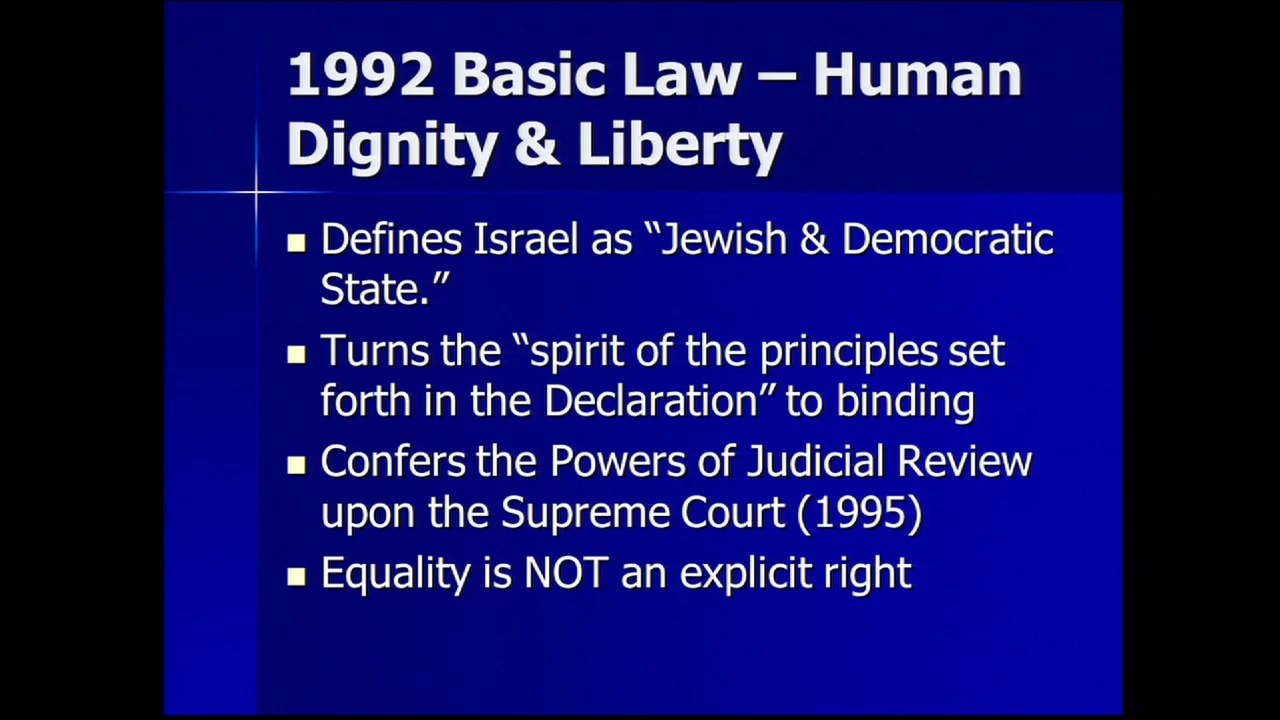 1992 Basic Law – Human
Dignity & Liberty
Defines Israel as “Jewish & Democratic
State.”
Turns the “spirit of the principles set
forth in the Declaration” to binding
Confers the Powers of Judicial Review
upon the Supreme Court (1995)
Equality is NOT an explicit right